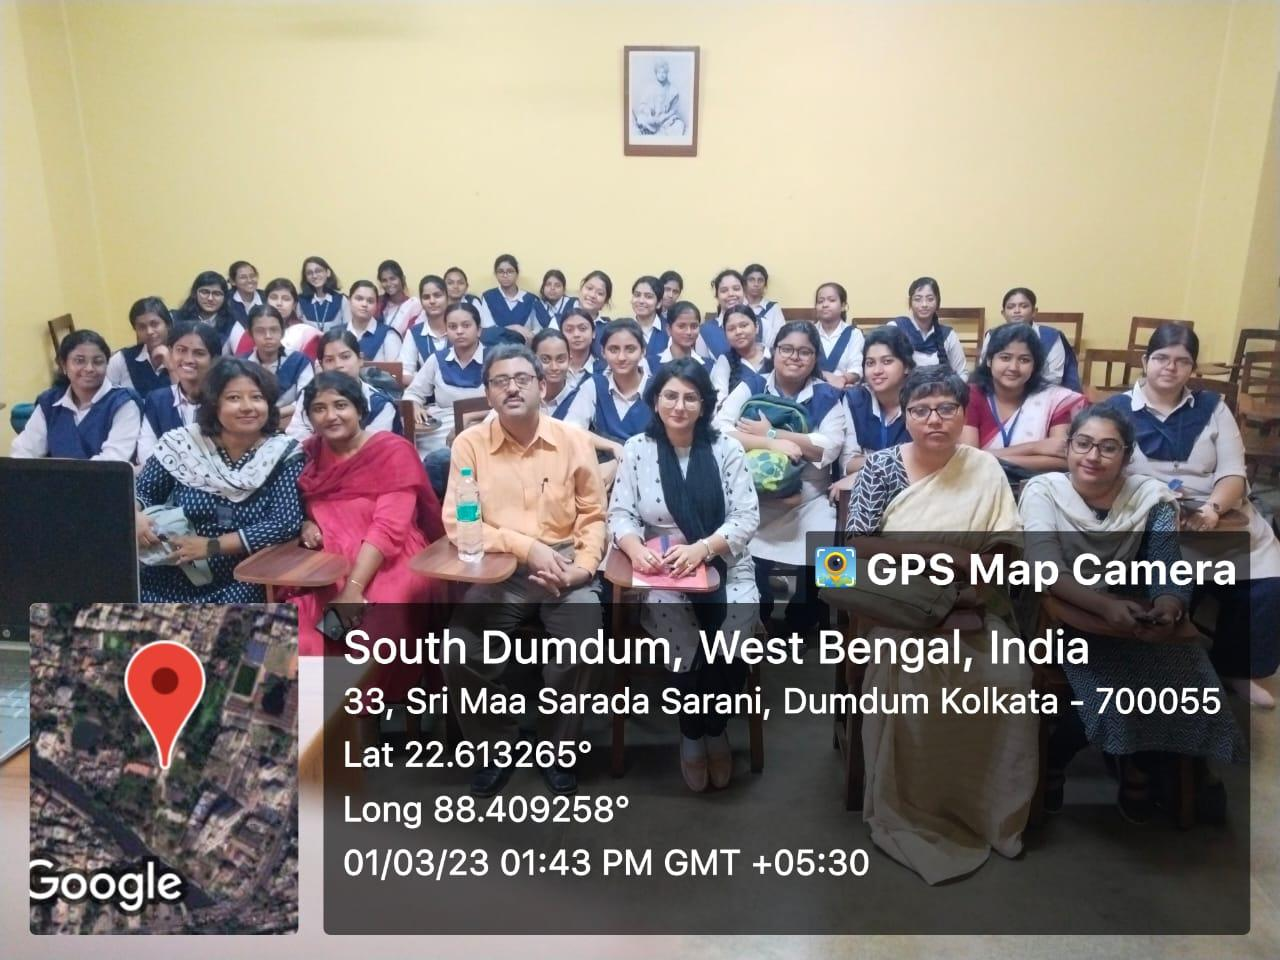 GPS Map Camera
South Dumdum, West Bengal, India
33, Sri Maa Sarada Sarani, Dumdum Kolkata - 700055
Lat 22.613265°
Long 88.409258°
01/03/23 01:43 PM GMT +05:30
Google